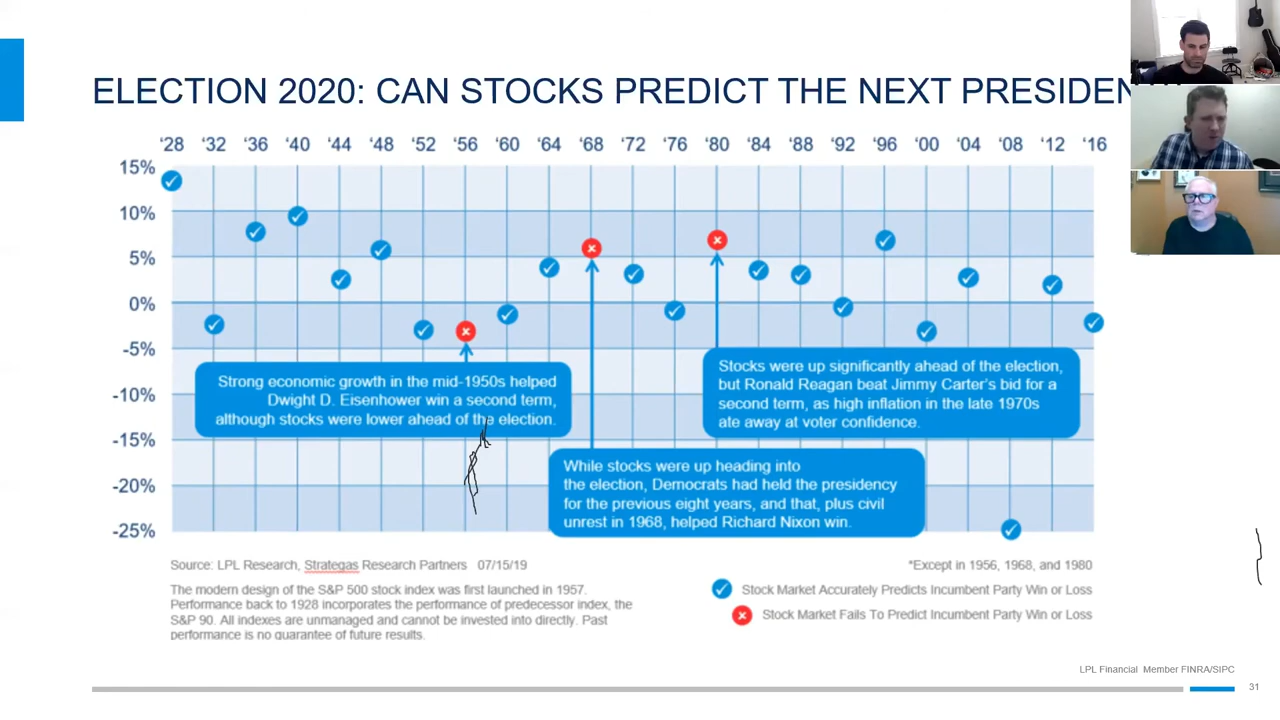 ELECTION 2020: CAN STOCKS PREDICT THE NEXT PRESIDEN
‘28 ‘32 ‘36 ‘40 ‘44 ‘48 ‘52 ‘56 ‘60 ‘64 ‘68 ‘72 ‘76 ‘80 ‘84 ‘88 ‘92 ‘96 ‘00 ‘04 ‘08 ‘12 ‘16
15%
10%
5%
0%
-5%
-10%
-15%
-20%
-25%
Strong economic growth in the mid-1950s helped
Dwight D. Eisenhower win a second term,
although stocks were lower ahead of the election.
Stocks were up significantly ahead of the election,
but Ronald Reagan beat Jimmy Carter’s bid for a
second term, as high inflation in the late 1970s
ate away at voter confidence.
While stocks were up heading into
the election, Democrats had held the presidency
for the previous eight years, and that, plus civil
unrest in 1968, helped Richard Nixon win.
Source: LPL Research, Strategas Research Partners 07/15/19
*Except in 1956, 1968, and 1980
The modern design of the S&P 500 stock index was first launched in 1957.
Performance back to 1928 incorporates the performance of predecessor index, the
S&P 90. All indexes are unmanaged and cannot be invested into directly. Past
performance is no guarantee of future results.
Stock Market Accurately Predicts Incumbent Party Win or Loss
Stock Market Fails To Predict Incumbent Party Win or Loss
LPL Financial Member FINRA/SIPC
31